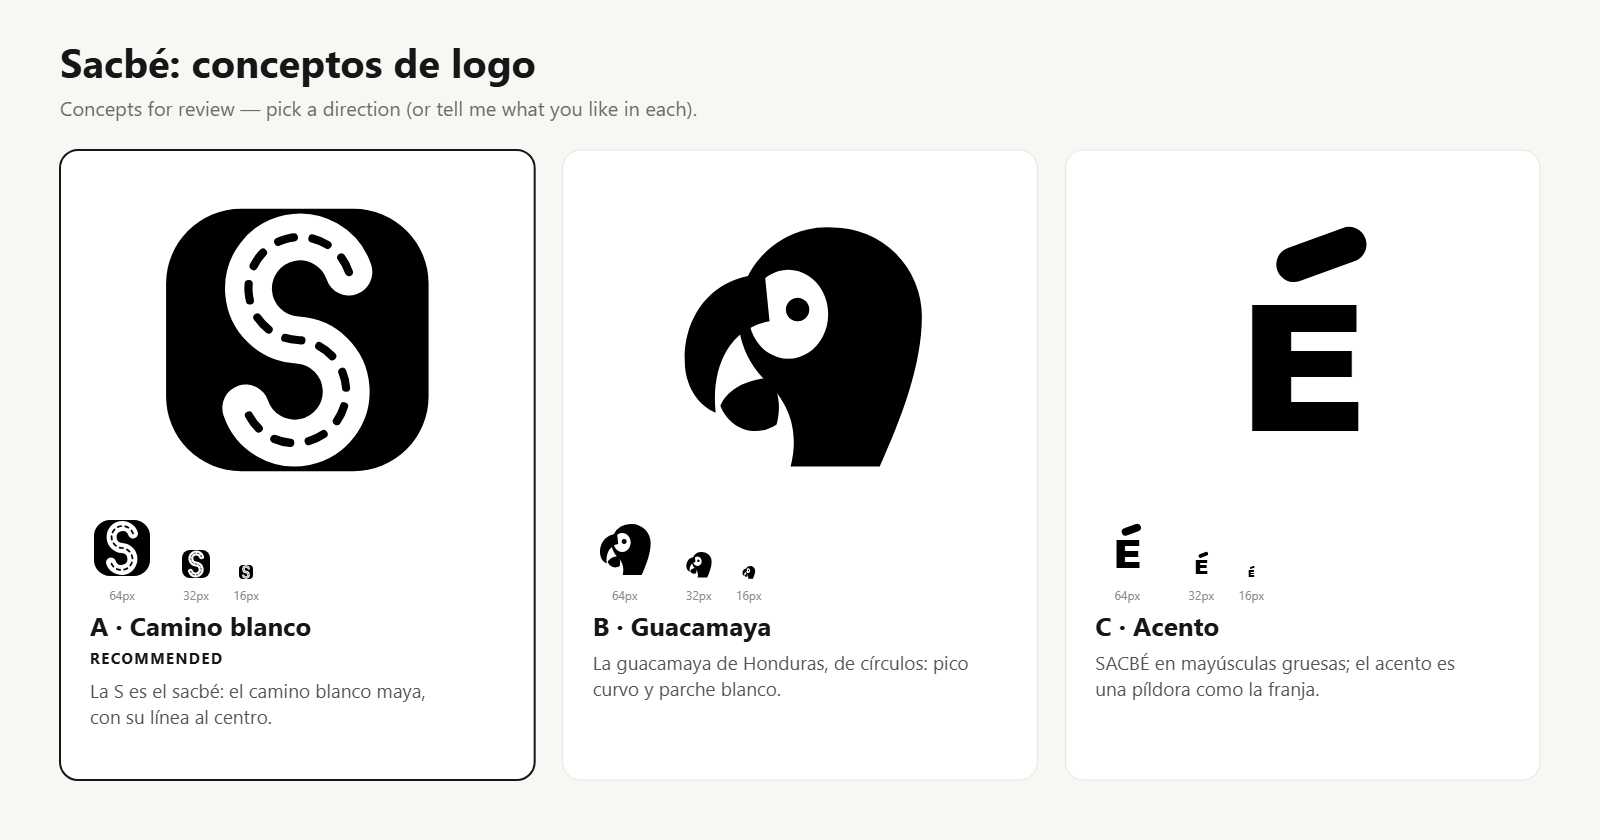 Sacbé: conceptos de logo
Concepts for review — pick a direction (or tell me what you like in each).
S
S S S
64px 32px 16px
A · Camino blanco
RECOMMENDED
La S es el sacbé: el camino blanco maya,
con su línea al centro.
64px 32px 16px
B · Guacamaya
La guacamaya de Honduras, de círculos: pico
curvo y parche blanco.
É
É É É
64px 32px 16px
C · Acento
SACBÉ en mayúsculas gruesas; el acento es
una píldora como la franja.